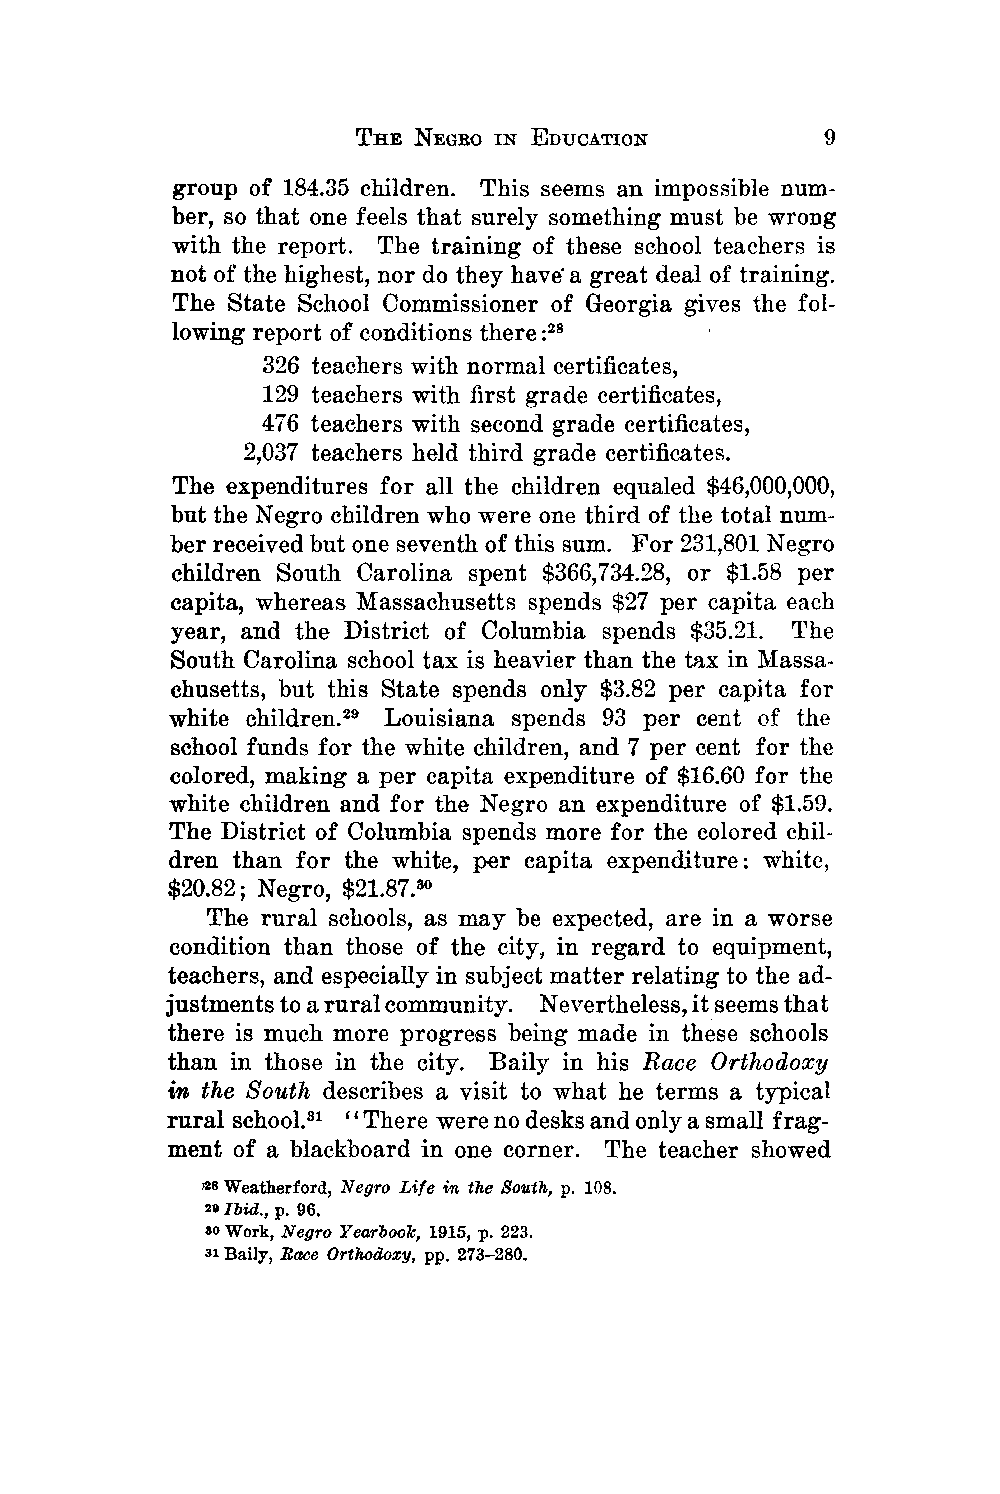 THE NEGRO IN EDUCATION 9
group of 184.35 children. This seems an impossible num-
ber, so that one feels that surely something must be wrong
with the report. The training of these school teachers is
not of the highest, nor do they have a great deal of training.
The State School Commissioner of Georgia gives the fol-
lowing report of conditions there:²⁸
326 teachers with normal certificates,
129 teachers with first grade certificates,
476 teachers with second grade certificates,
2,037 teachers held third grade certificates.
The expenditures for all the children equaled $46,000,000,
but the Negro children who were one third of the total num-
ber received but one seventh of this sum. For 231,801 Negro
children South Carolina spent $366,734.28, or $1.58 per
capita, whereas Massachusetts spends $27 per capita each
year, and the District of Columbia spends $35.21. The
South Carolina school tax is heavier than the tax in Massa-
chusetts, but this State spends only $3.82 per capita for
white children.²⁹ Louisiana spends 93 per cent of the
school funds for the white children, and 7 per cent for the
colored, making a per capita expenditure of $16.60 for the
white children and for the Negro an expenditure of $1.59.
The District of Columbia spends more for the colored chil-
dren than for the white, per capita expenditure: white,
$20.82; Negro, $21.87.³⁰
The rural schools, as may be expected, are in a worse
condition than those of the city, in regard to equipment,
teachers, and especially in subject matter relating to the ad-
justments to a rural community. Nevertheless, it seems that
there is much more progress being made in these schools
than in those in the city. Baily in his Race Orthodoxy
in the South describes a visit to what he terms a typical
rural school.³¹ "There were no desks and only a small frag-
ment of a blackboard in one corner. The teacher showed
²⁸ Weatherford, Negro Life in the South, p. 108.
²⁹ Ibid., p. 96.
³⁰ Work, Negro Yearbook, 1915, p. 223.
³¹ Baily, Race Orthodoxy, pp. 273–280.